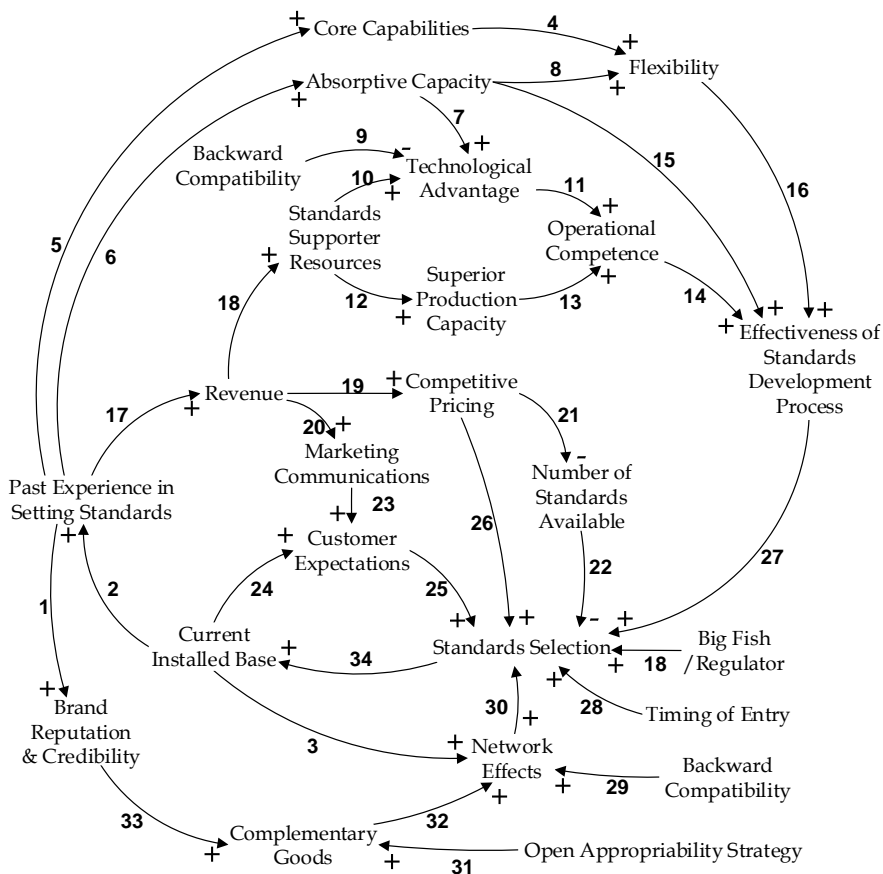 +
Core Capabilities
4
+
Absorptive Capacity
8
Flexibility
+
+
7
9
-
+
15
Backward
Compatibility
Technological
Advantage
10
+
11
16
Standards
Supporter
Resources
+
Operational
Competence
5
6
+
+
18
12
Superior
Production
Capacity
+
13
14
+
+
+
Effectiveness of
Standards
Development
Process
17
Revenue
+
19
+
Competitive
Pricing
20
+
21
Marketing
Communications
-
Number of
Standards
Available
Past Experience in
Setting Standards
+
23
+
26
+
Customer
Expectations
22
27
1
2
24
25
+
+
-
+
Current
Installed Base
+
34
Standards Selection
18
+
Big Fish
/Regulator
+
+
Brand
Reputation
& Credibility
3
30
28
Timing of Entry
+
+
Network
Effects
+
+
29
Backward
Compatibility
33
32
+
Complementary
Goods
+
31
Open Appropriability Strategy